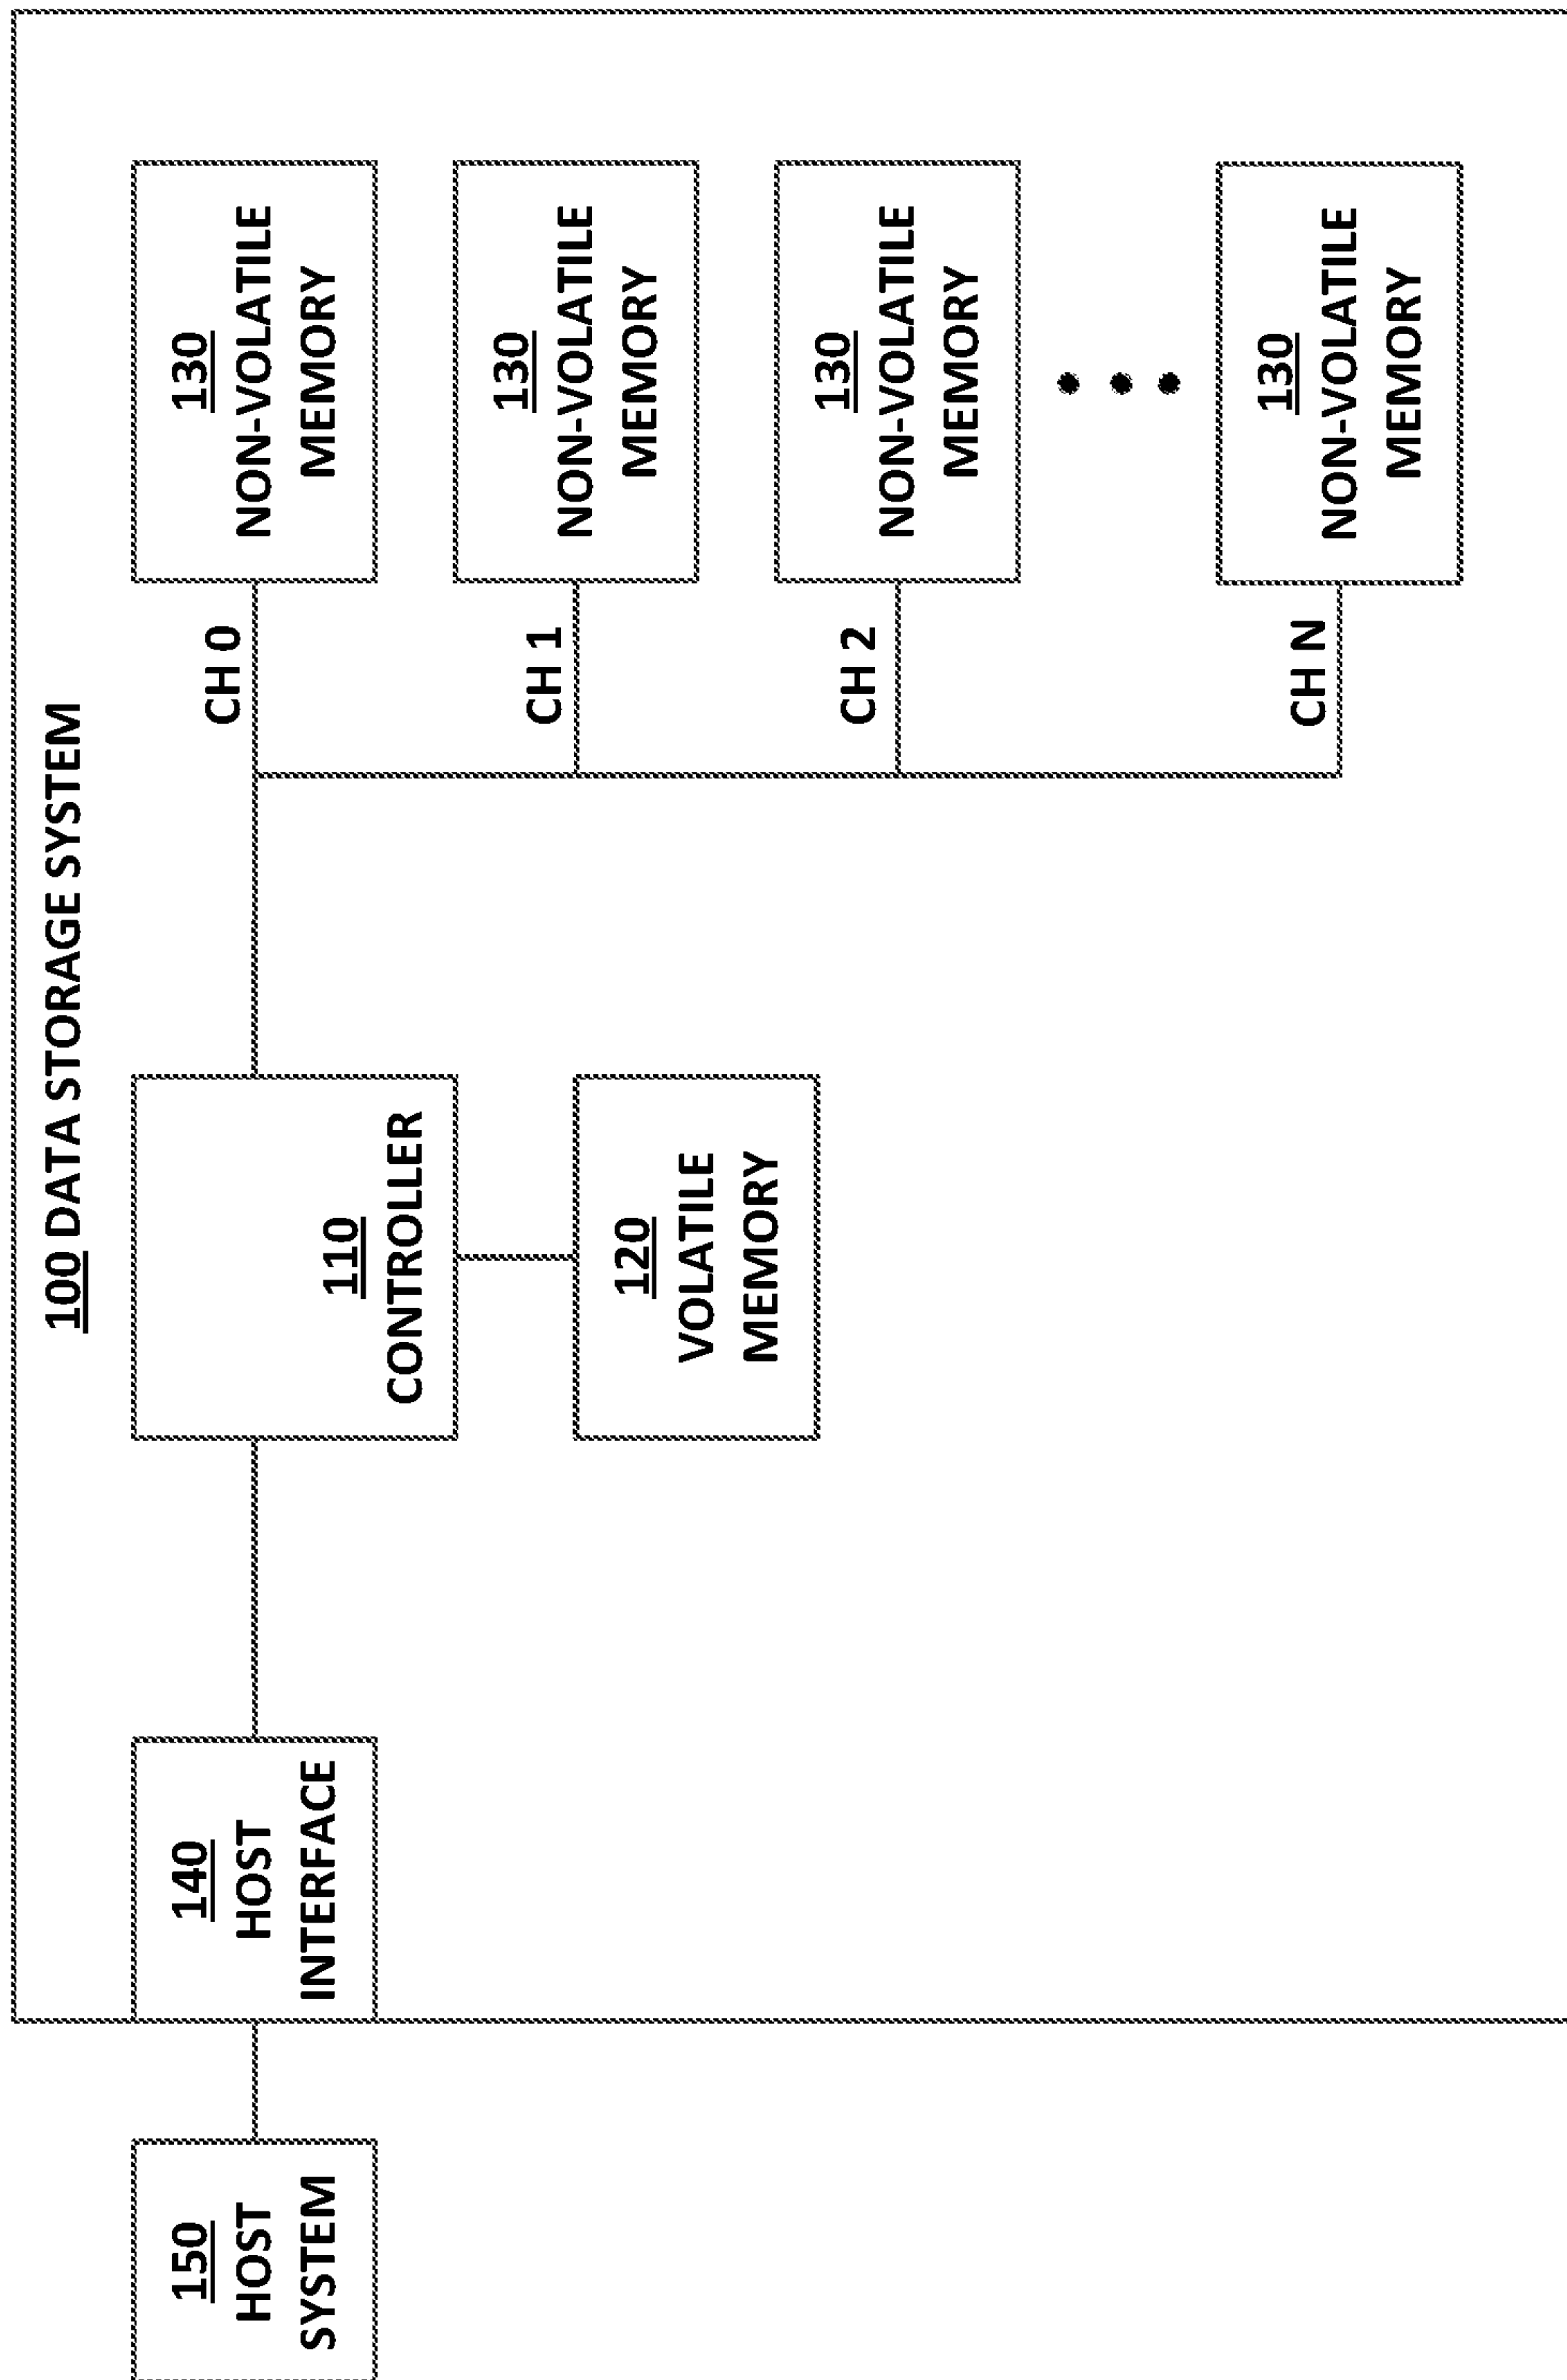 100 DATA STORAGE SYSTEM
150
HOST
SYSTEM
140
HOST
INTERFACE
110
CONTROLLER
120
VOLATILE
MEMORY
CH 0
130
NON-VOLATILE
MEMORY
CH 1
130
NON-VOLATILE
MEMORY
CH 2
130
NON-VOLATILE
MEMORY
CH N
130
NON-VOLATILE
MEMORY